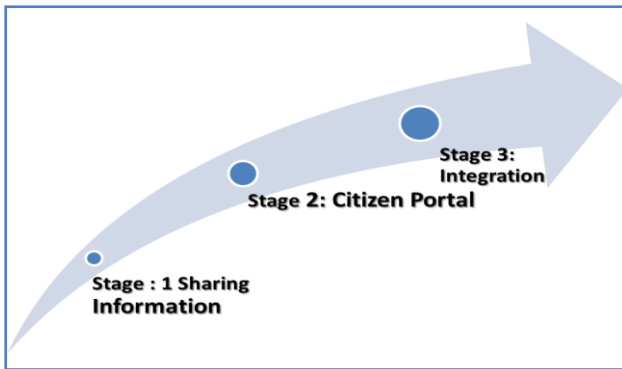 Stage 3:
Integration
Stage 2: Citizen Portal
Stage : 1 Sharing
Information